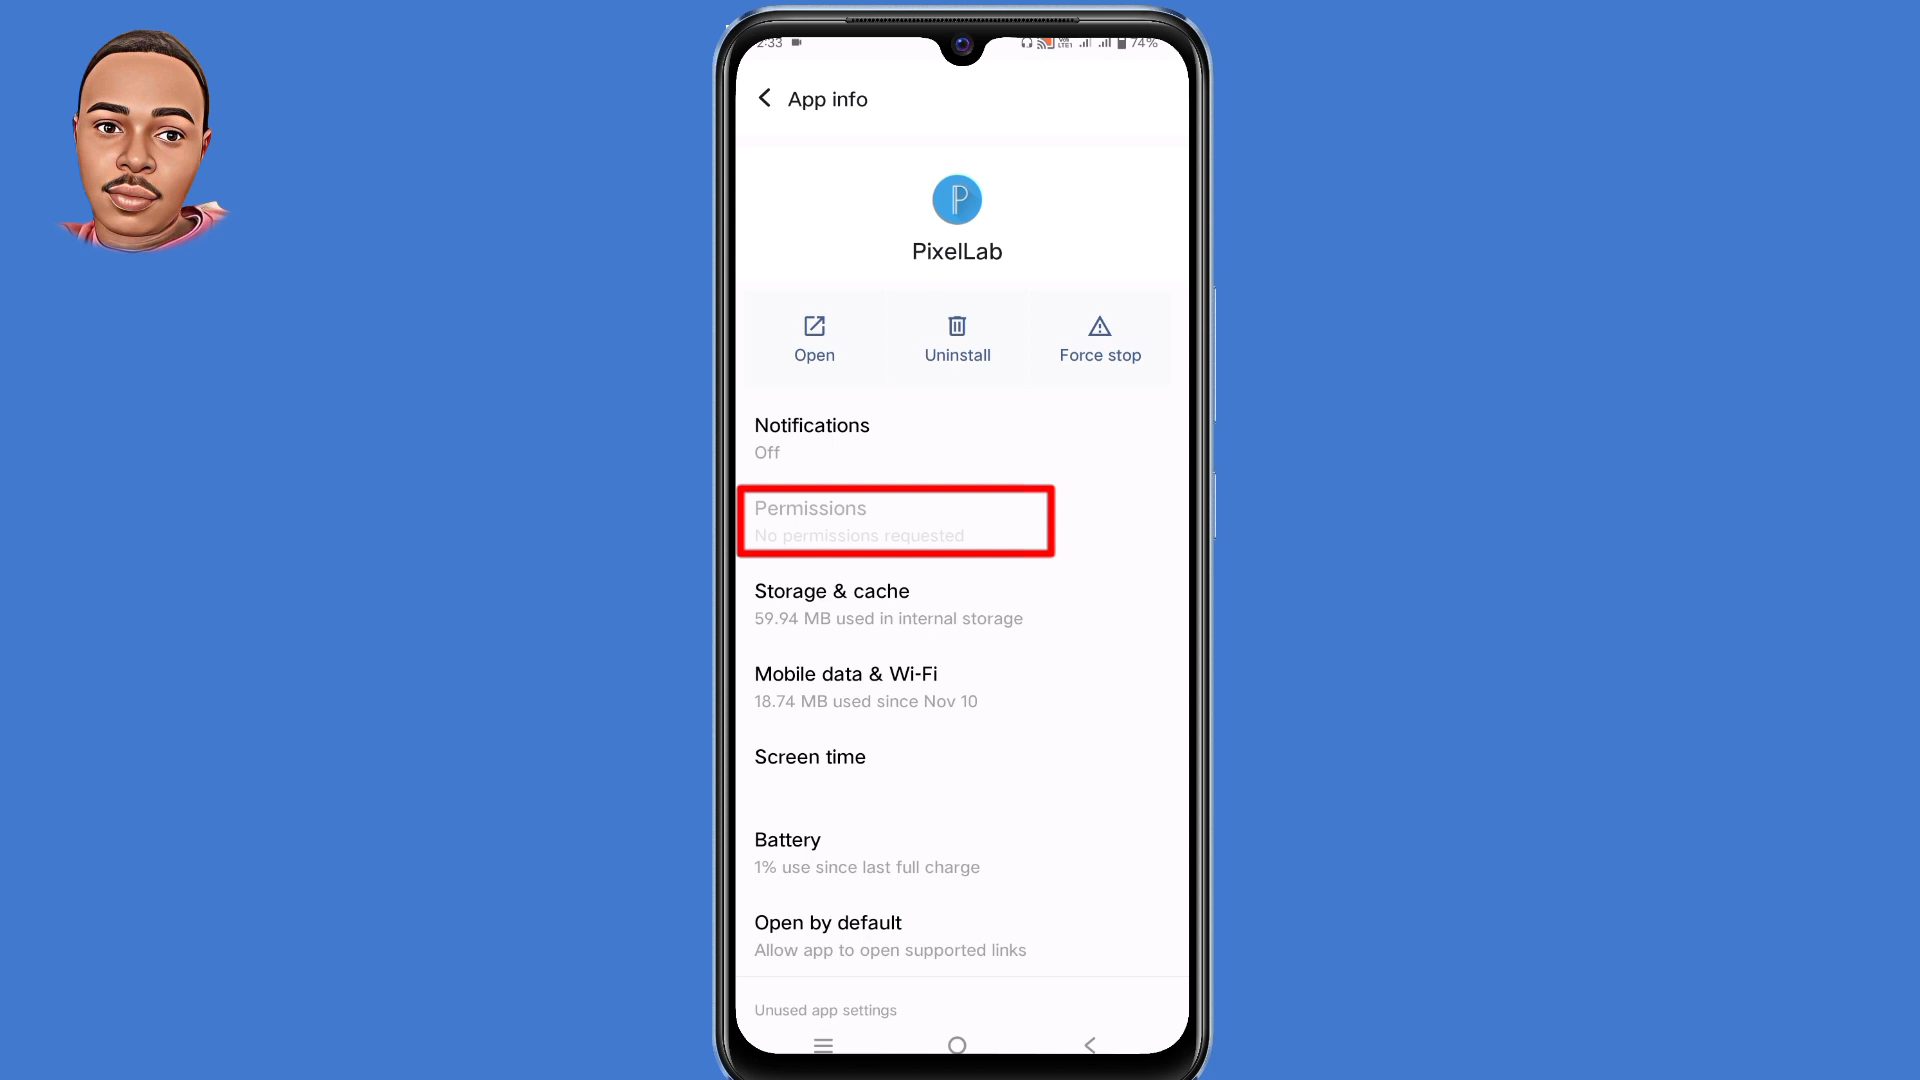 2:33
74%
App info
P
PixelLab
Open
Uninstall
Force stop
Notifications
Off
Permissions
No permissions requested
Storage & cache
59.94 MB used in internal storage
Mobile data & Wi-Fi
18.74 MB used since Nov 10
Screen time
Battery
1% use since last full charge
Open by default
Allow app to open supported links
Unused app settings